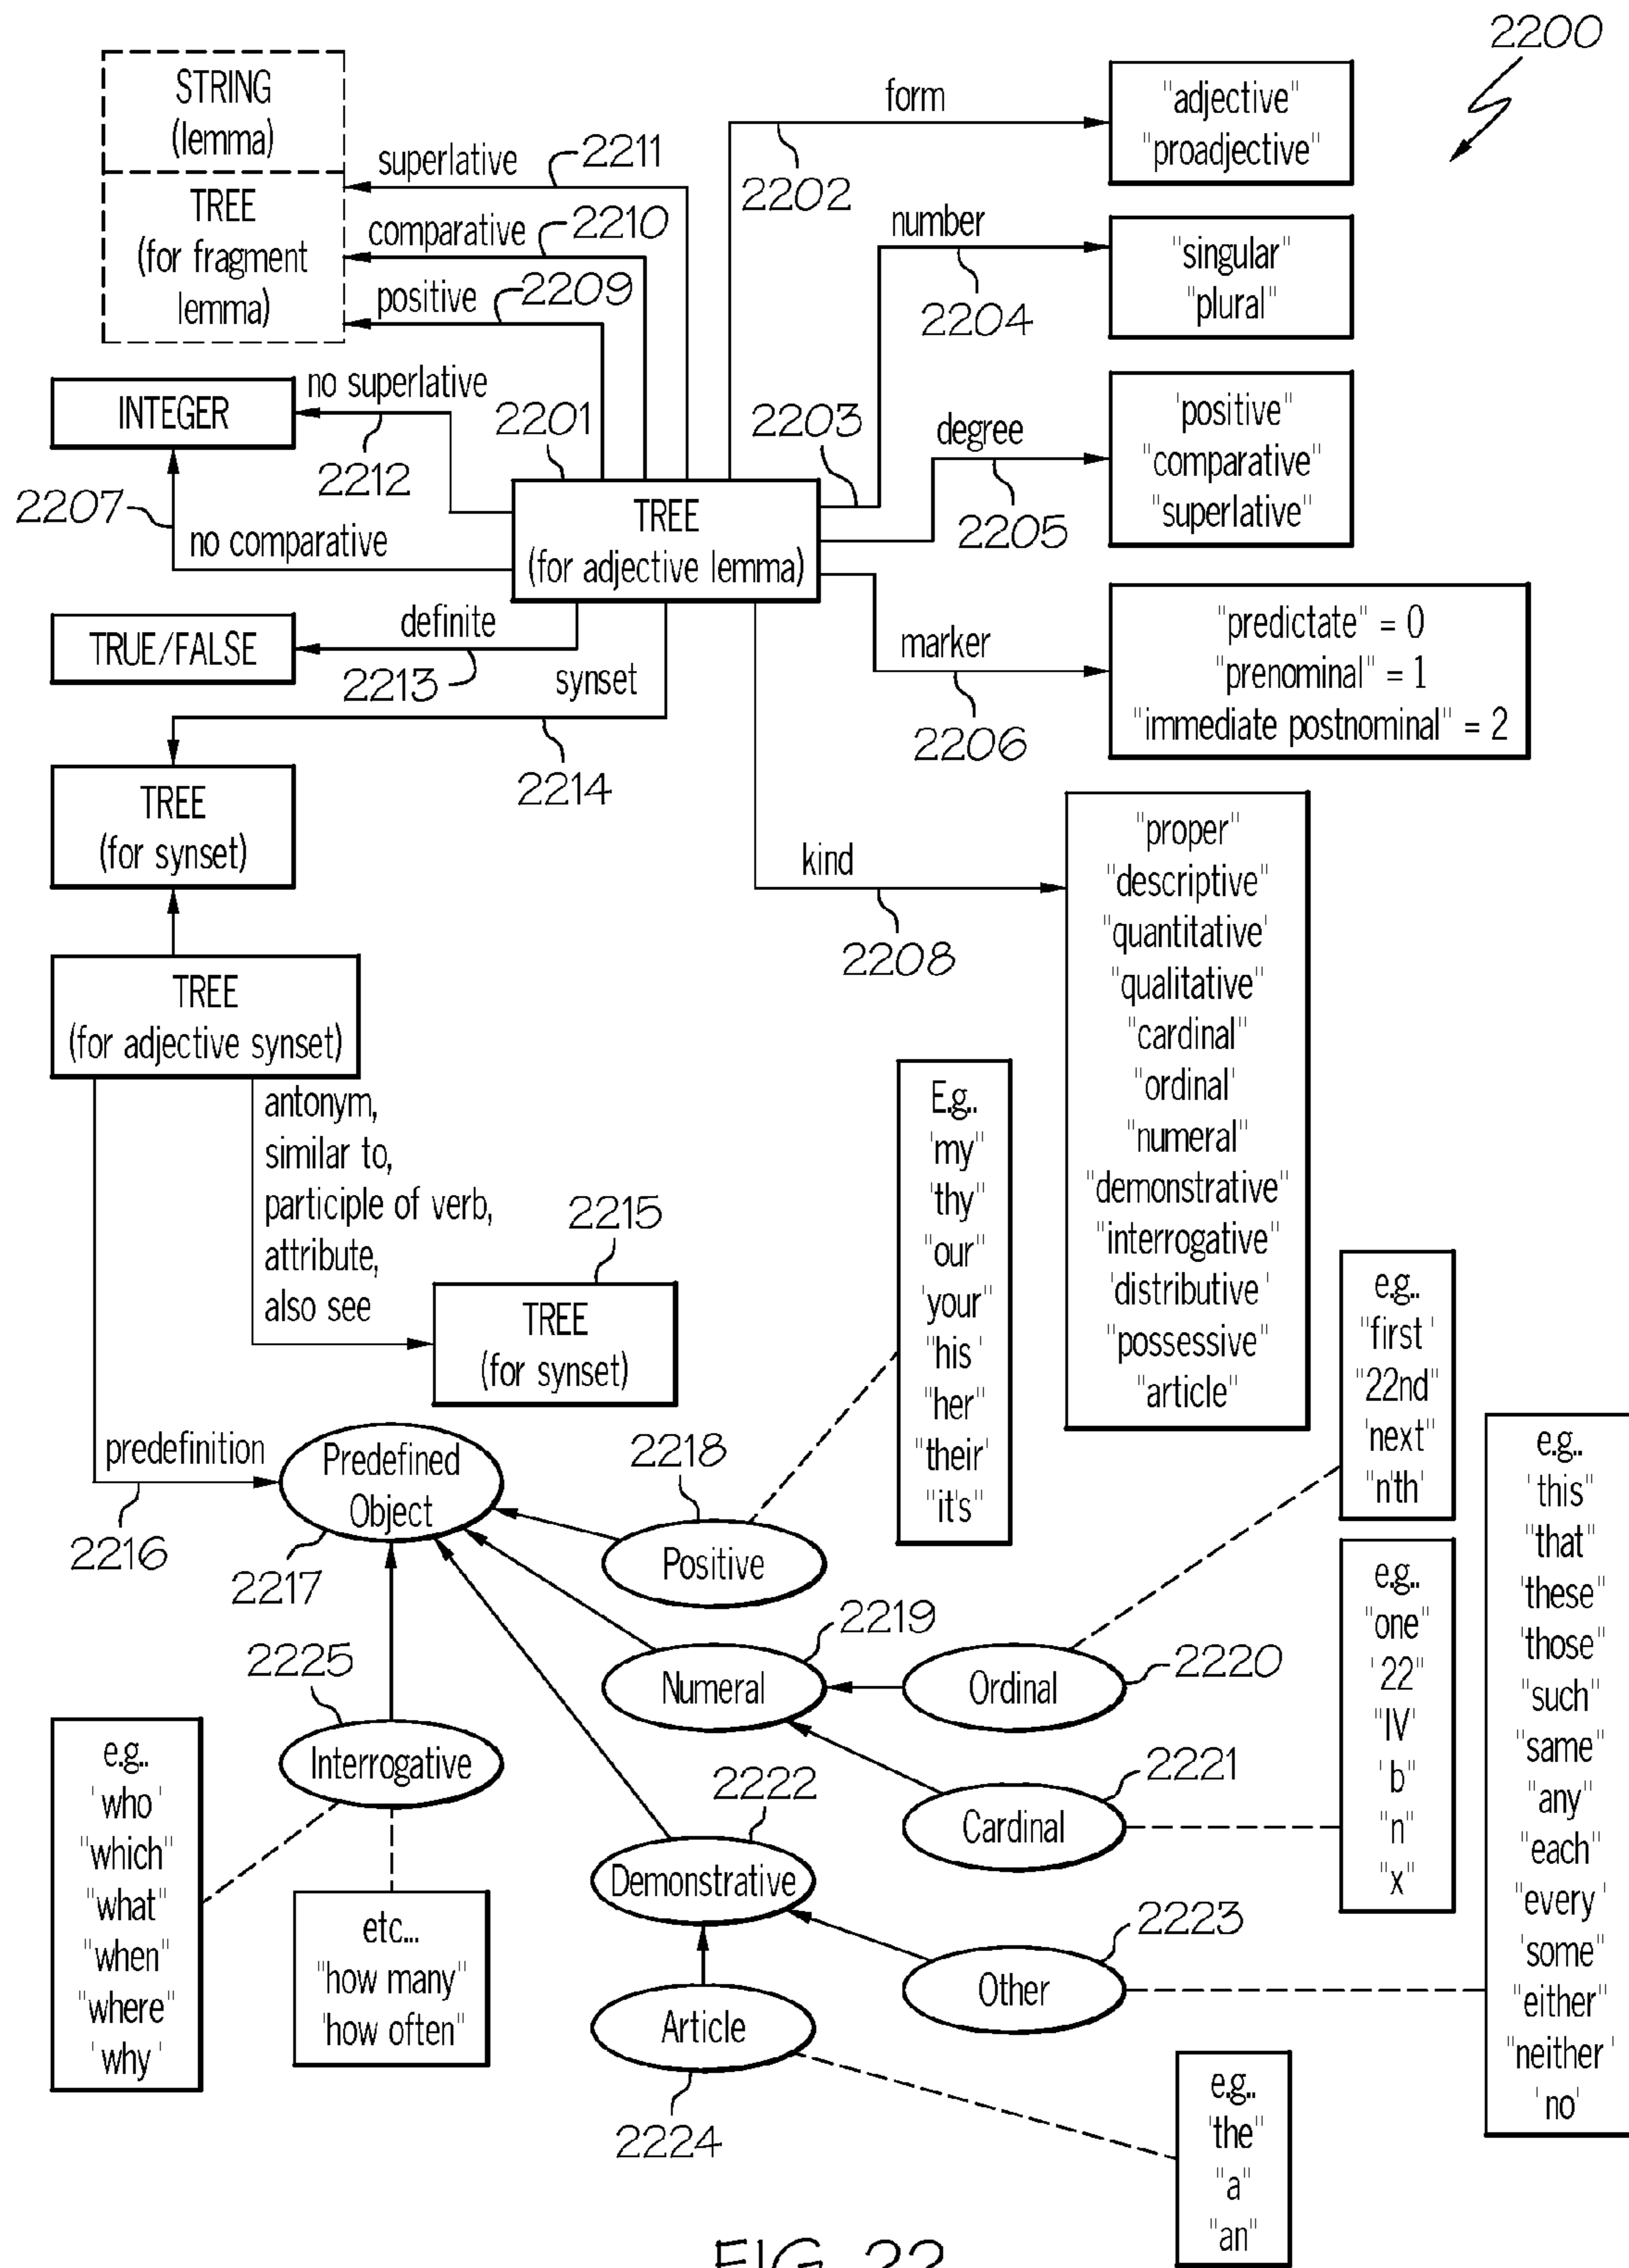 2200
STRING
(lemma)
TREE
(for fragment
lemma)
superlative
2211
comparative
2210
positive
2209
form
2202
"adjective"
"proadjective"
number
2204
"singular"
"plural"
INTEGER
no superlative
2212
2207
no comparative
2201
TREE
(for adjective lemma)
2203
degree
2205
'positive"
"comparative"
"superlative"
TRUE/FALSE
definite
2213
synset
2214
marker
2206
"predictate" = 0
"prenominal" = 1
"immediate postnominal" = 2
TREE
(for synset)
kind
2208
"proper"
"descriptive"
"quantitative'
"qualitative"
"cardinal"
"ordinal'
"numeral"
"demonstrative"
"interrogative"
'distributive'
"possessive"
"article"
TREE
(for adjective synset)
antonym,
similar to,
participle of verb,
attribute,
also see
2215
TREE
(for synset)
E.g..
'my"
'thy"
"our"
'your"
"his'
"her"
"their'
"it's"
e.g..
"first'
"22nd"
'next"
"n'th'
predefinition
2216
Predefined
Object
2217
2218
Positive
2219
Numeral
2220
Ordinal
e.g..
"one"
'22"
"IV'
'b"
"n"
"x"
e.g..
'this"
"that"
'these"
'those"
"such"
"same"
"any"
"each"
"every'
'some"
"either"
"neither'
'no'
2225
Interrogative
2221
Cardinal
e.g..
'who'
"which"
"what"
"when"
"where"
'why'
etc...
"how many"
'how often"
2222
Demonstrative
2223
Other
Article
2224
e.g..
'the"
"a"
"an"
FIG. 22